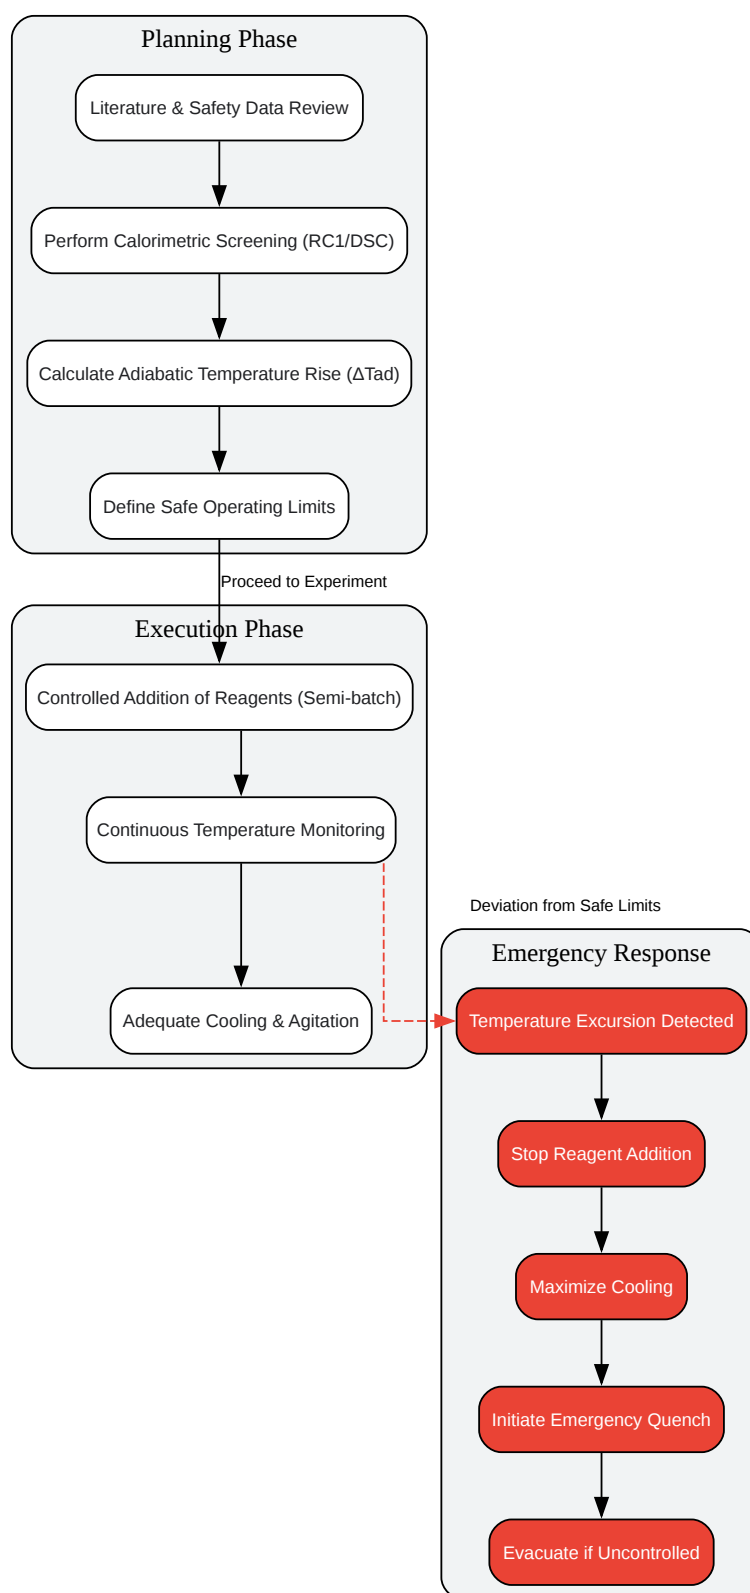 Planning Phase
Literature & Safety Data Review
Perform Calorimetric Screening (RC1/DSC)
Calculate Adiabatic Temperature Rise (ΔTad)
Define Safe Operating Limits
Proceed to Experiment
Execution Phase
Controlled Addition of Reagents (Semi-batch)
Continuous Temperature Monitoring
Adequate Cooling & Agitation
Deviation from Safe Limits
Emergency Response
Temperature Excursion Detected
Stop Reagent Addition
Maximize Cooling
Initiate Emergency Quench
Evacuate if Uncontrolled